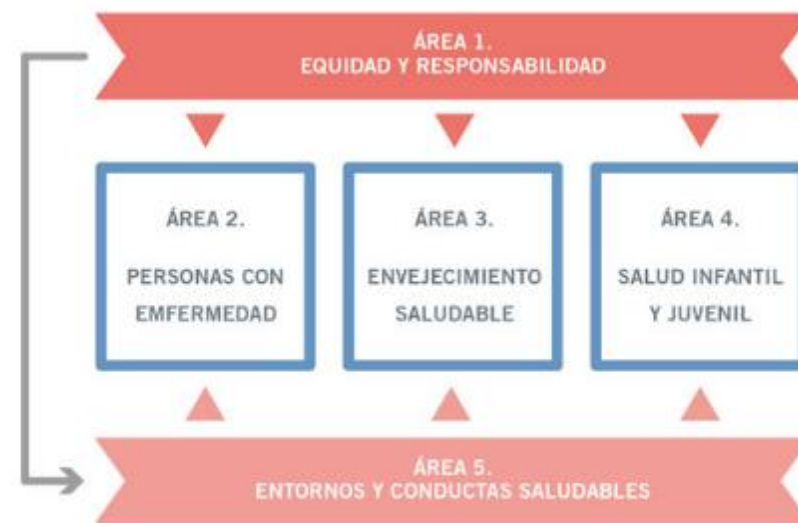 ÁREA 1.
EQUIDAD Y RESPONSABILIDAD
ÁREA 2.
PERSONAS CON
EMFERMEDAD
ÁREA 3.
ENVEJECIMIENTO
SALUDABLE
ÁREA 4.
SALUD INFANTIL
Y JUVENIL
ÁREA 5.
ENTORNOS Y CONDUCTAS SALUDABLES